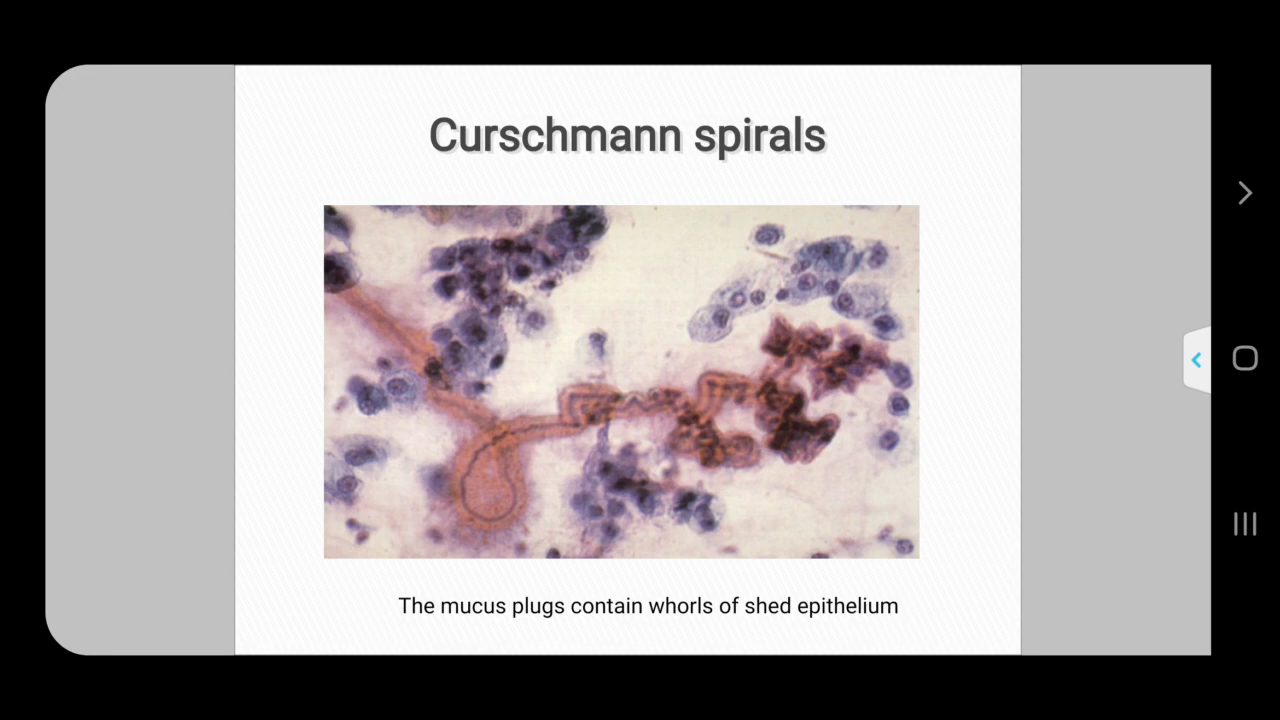 Curschmann spirals
The mucus plugs contain whorls of shed epithelium